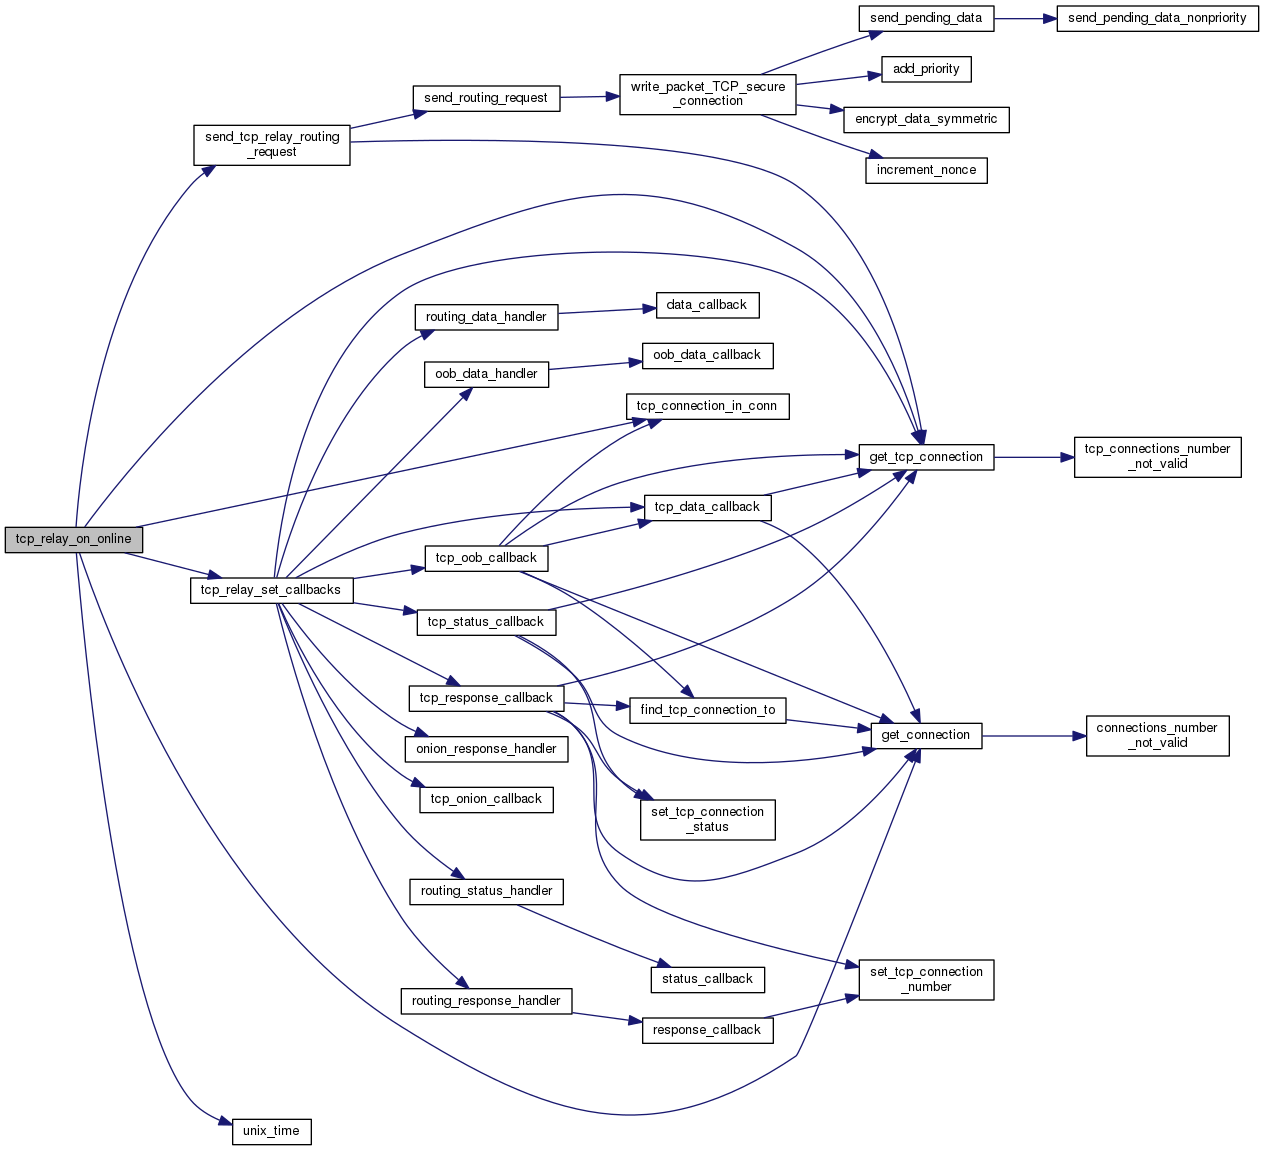 send_pending_data
send_pending_data_nonpriority
add_priority
write_packet_TCP_secure
_connection
send_routing_request
encrypt_data_symmetric
send_tcp_relay_routing
_request
increment_nonce
routing_data_handler
data_callback
oob_data_handler
oob_data_callback
tcp_connection_in_conn
get_tcp_connection
tcp_connections_number
_not_valid
tcp_data_callback
tcp_relay_on_online
tcp_oob_callback
tcp_relay_set_callbacks
tcp_status_callback
tcp_response_callback
find_tcp_connection_to
get_connection
connections_number
_not_valid
onion_response_handler
tcp_onion_callback
set_tcp_connection
_status
routing_status_handler
status_callback
set_tcp_connection
_number
routing_response_handler
response_callback
unix_time